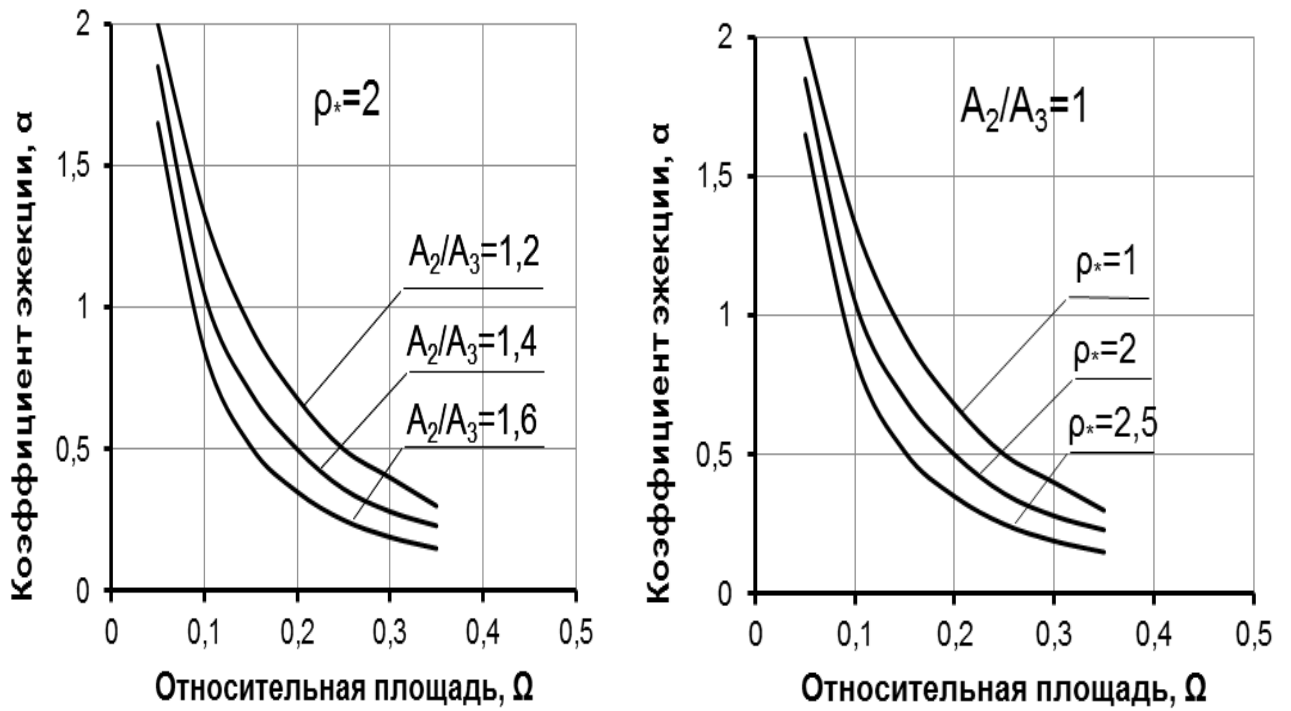 Коэффициент эжекции, α
2
1,5
1
0,5
0
ρ*=2
A₂/A₃=1,2
A₂/A₃=1,4
A₂/A₃=1,6
0 0,1 0,2 0,3 0,4 0,5
Относительная площадь, Ω
Коэффициент эжекции, α
2
1,5
1
0,5
0
A₂/A₃=1
ρ*=1
ρ*=2
ρ*=2,5
0 0,1 0,2 0,3 0,4 0,5
Относительная площадь, Ω